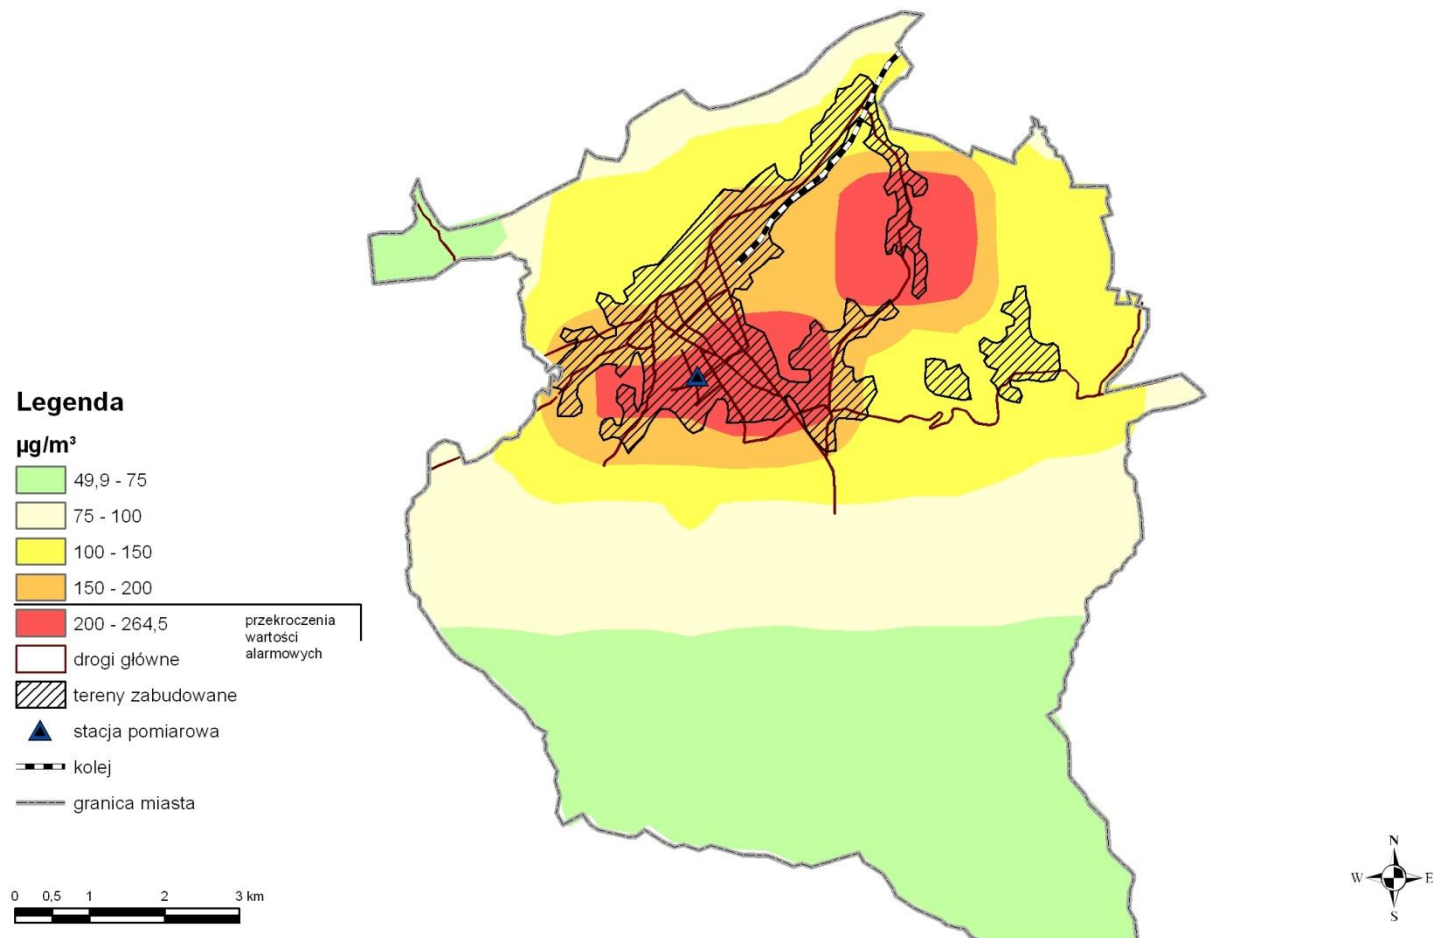 Legenda
µg/m³
49,9 - 75
75 - 100
100 - 150
150 - 200
200 - 264,5
przekroczenia
wartości
alarmowych
drogi główne
tereny zabudowane
stacja pomiarowa
kolej
granica miasta
0 0,5 1 2 3 km
N
W E
S